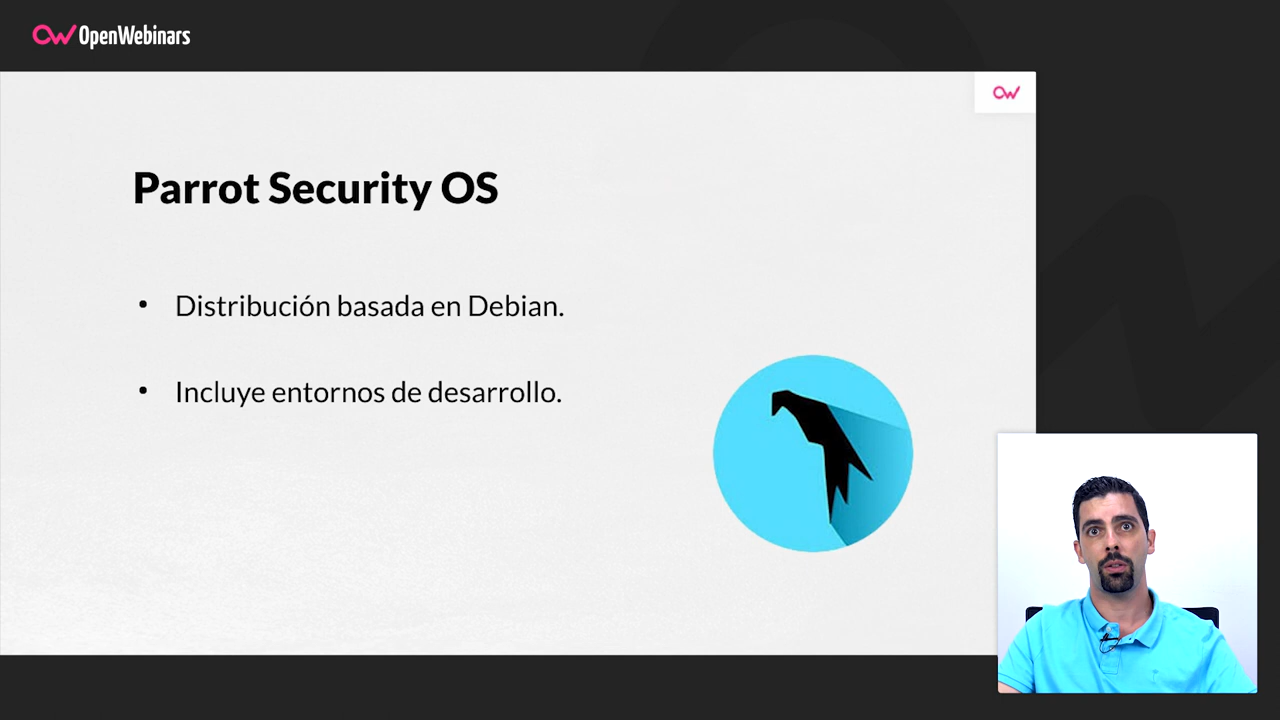 OpenWebinars
Parrot Security OS
• Distribución basada en Debian.
• Incluye entornos de desarrollo.